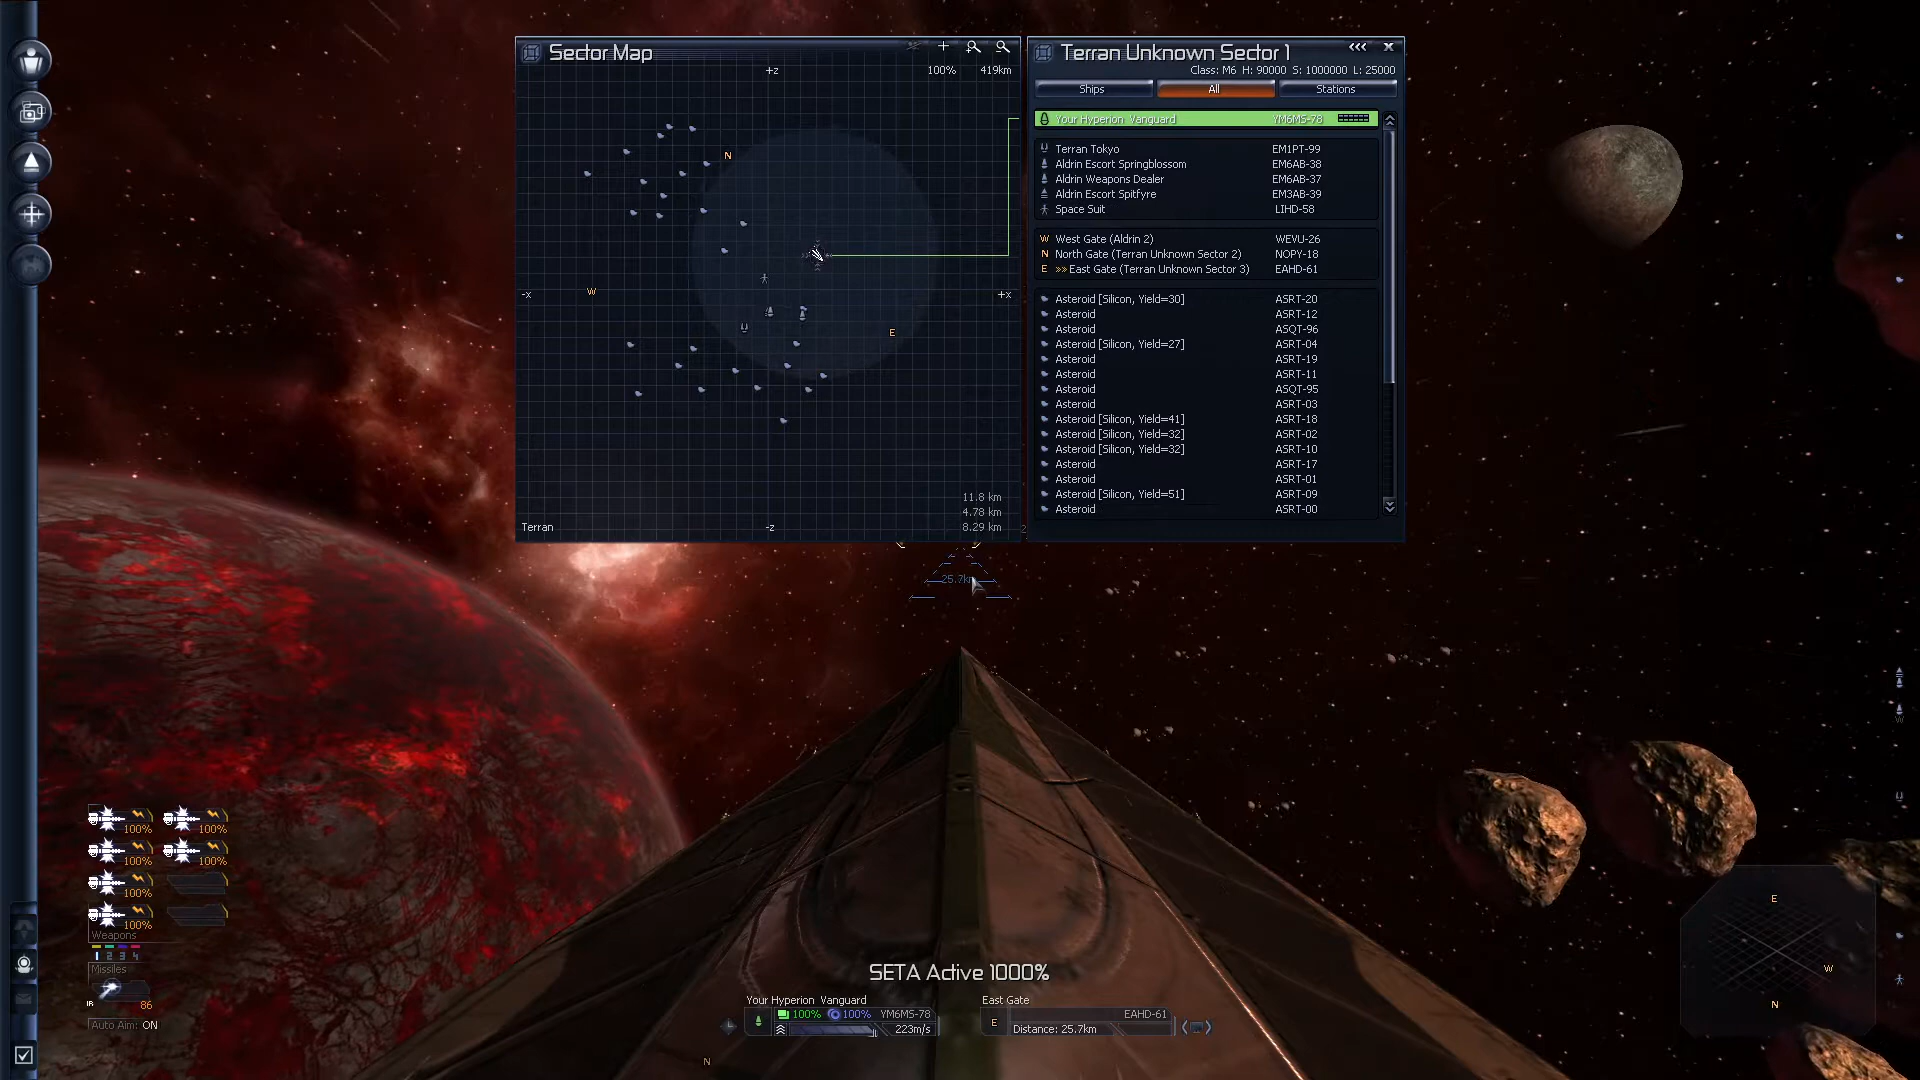 Sector Map
+z
100%
419km
N
-x
+x
W
E
11.8 km
4.78 km
8.29 km
Terran
-z
Terran Unknown Sector 1
Class: M6 H: 90000 S: 1000000 L: 25000
Ships
All
Stations
Your Hyperion Vanguard YM6MS-78
Terran Tokyo EM1PT-99
Aldrin Escort Springblossom EM6AB-38
Aldrin Weapons Dealer EM6AB-37
Aldrin Escort Spitfyre EM3AB-39
Space Suit LIHD-58
W West Gate (Aldrin 2) WEVU-26
N North Gate (Terran Unknown Sector 2) NOPY-18
E »East Gate (Terran Unknown Sector 3) EAHD-61
Asteroid [Silicon, Yield=30] ASRT-20
Asteroid ASRT-12
Asteroid ASQT-96
Asteroid [Silicon, Yield=27] ASRT-04
Asteroid ASRT-19
Asteroid ASRT-11
Asteroid ASQT-95
Asteroid ASRT-03
Asteroid [Silicon, Yield=41] ASRT-18
Asteroid [Silicon, Yield=32] ASRT-02
Asteroid [Silicon, Yield=32] ASRT-10
Asteroid ASRT-17
Asteroid ASRT-01
Asteroid [Silicon, Yield=51] ASRT-09
Asteroid ASRT-00
25.7km
W
100% 100%
100% 100%
100%
100%
Weapons
1 2 3 4
Missiles
IR 86
Auto Aim: ON
SETA Active 1000%
Your Hyperion Vanguard
100% 100% YM6MS-78
223m/s
East Gate
E EAHD-61
Distance: 25.7km
N
E
W
N